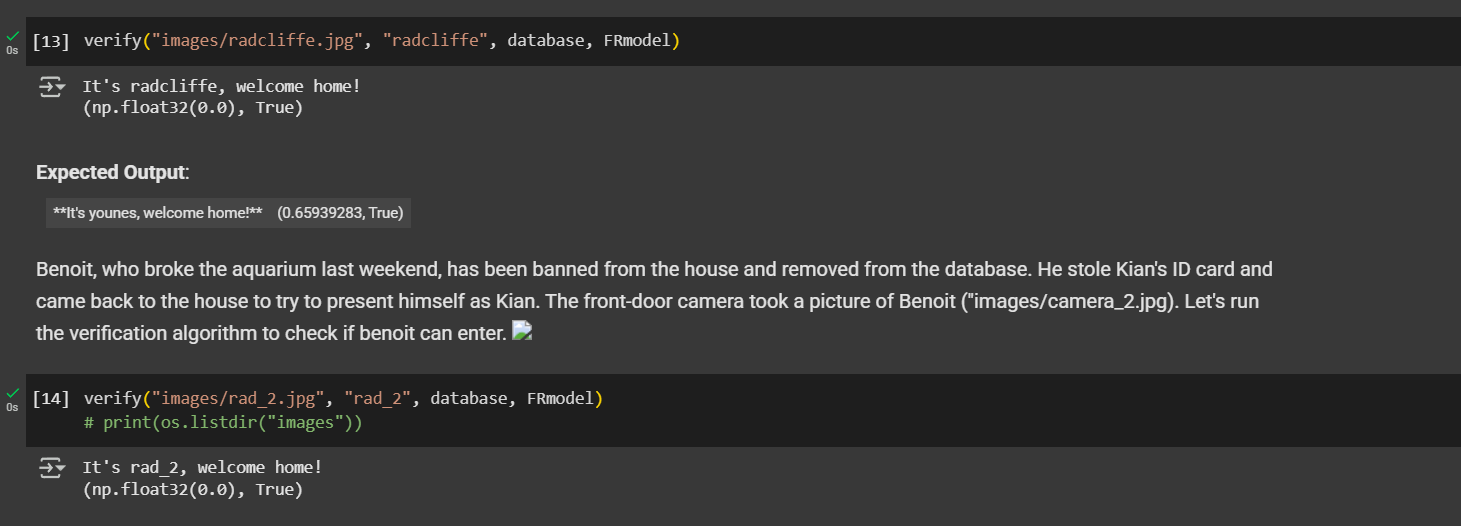 [13] verify("images/radcliffe.jpg", "radcliffe", database, FRmodel)
0s
It's radcliffe, welcome home!
(np.float32(0.0), True)
Expected Output:
**It's younes, welcome home!** (0.65939283, True)
Benoit, who broke the aquarium last weekend, has been banned from the house and removed from the database. He stole Kian's ID card and
came back to the house to try to present himself as Kian. The front-door camera took a picture of Benoit ("images/camera_2.jpg). Let's run
the verification algorithm to check if benoit can enter.
[14] verify("images/rad_2.jpg", "rad_2", database, FRmodel)
0s
# print(os.listdir("images"))
It's rad_2, welcome home!
(np.float32(0.0), True)